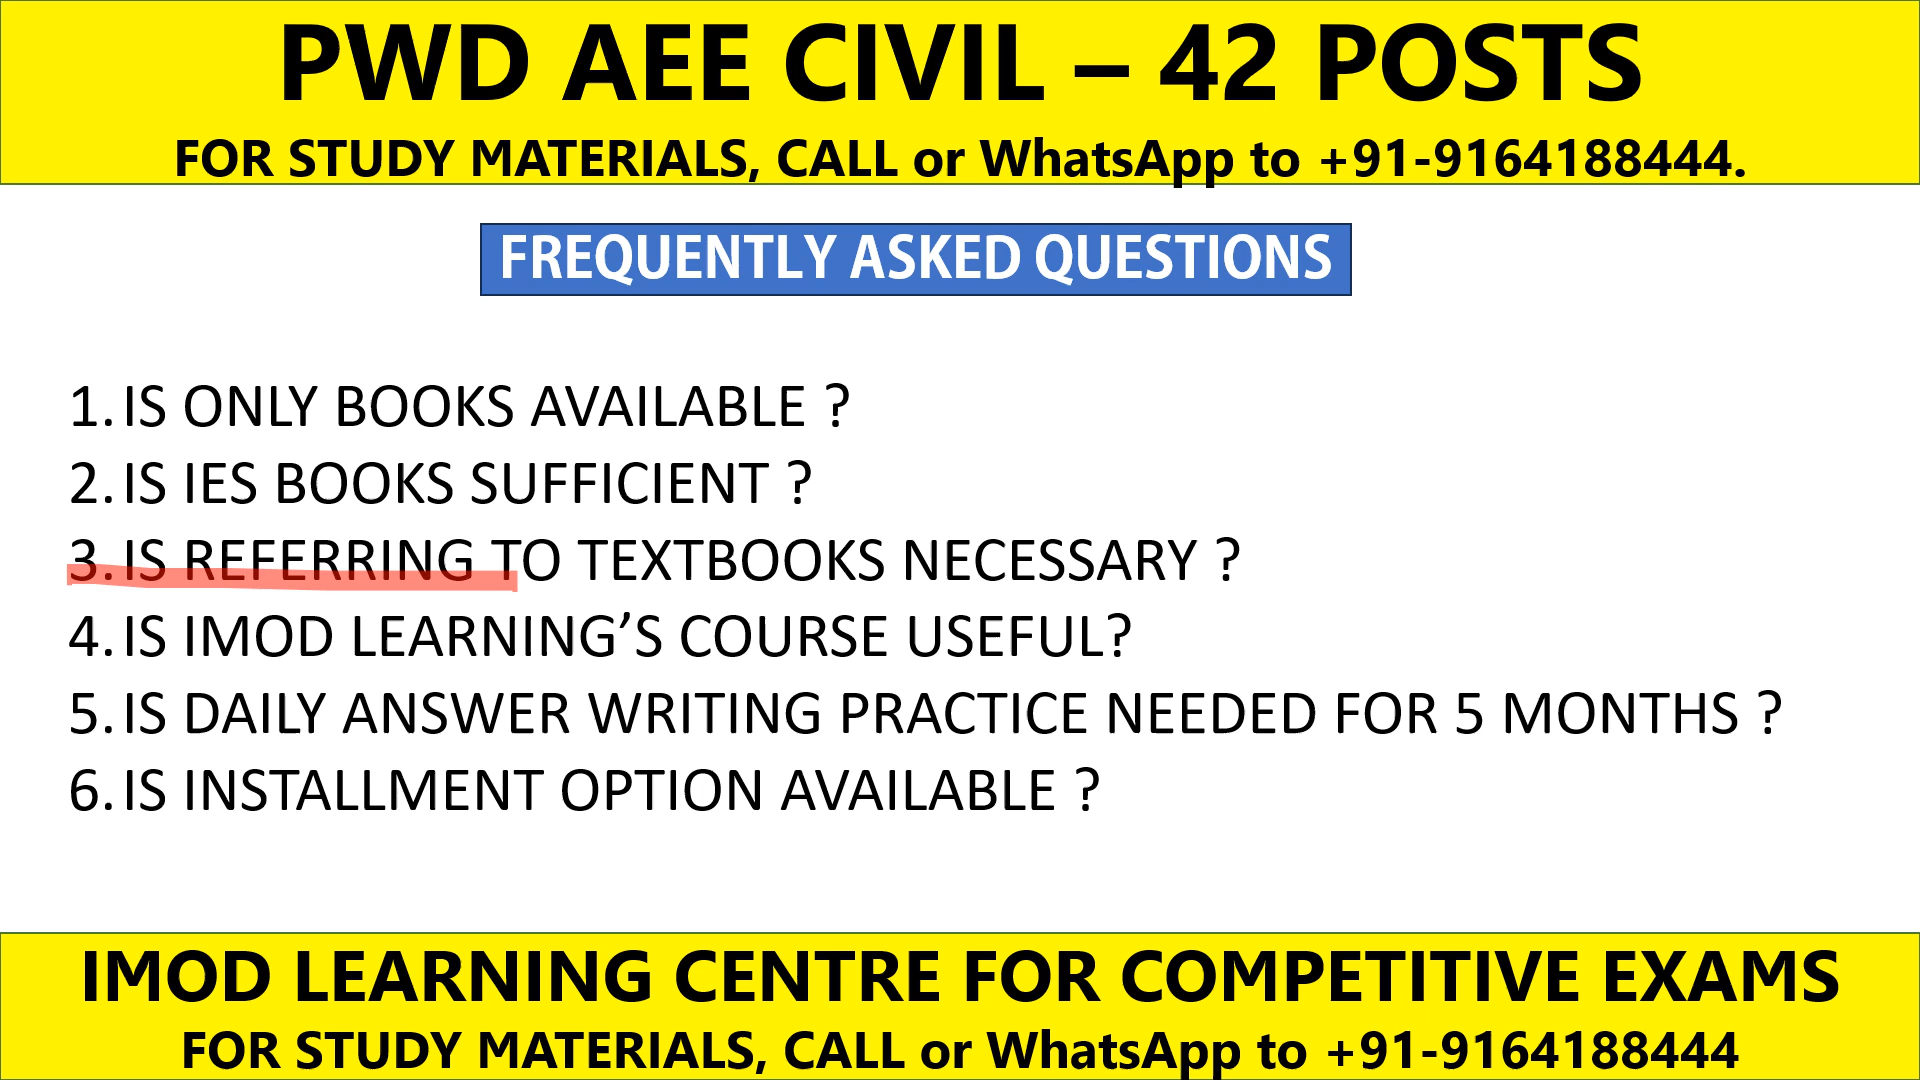 PWD AEE CIVIL – 42 POSTS
FOR STUDY MATERIALS, CALL or WhatsApp to +91-9164188444.
FREQUENTLY ASKED QUESTIONS
1. IS ONLY BOOKS AVAILABLE ?
2. IS IES BOOKS SUFFICIENT ?
3. IS REFERRING TO TEXTBOOKS NECESSARY ?
4. IS IMOD LEARNING’S COURSE USEFUL?
5. IS DAILY ANSWER WRITING PRACTICE NEEDED FOR 5 MONTHS ?
6. IS INSTALLMENT OPTION AVAILABLE ?
IMOD LEARNING CENTRE FOR COMPETITIVE EXAMS
FOR STUDY MATERIALS, CALL or WhatsApp to +91-9164188444